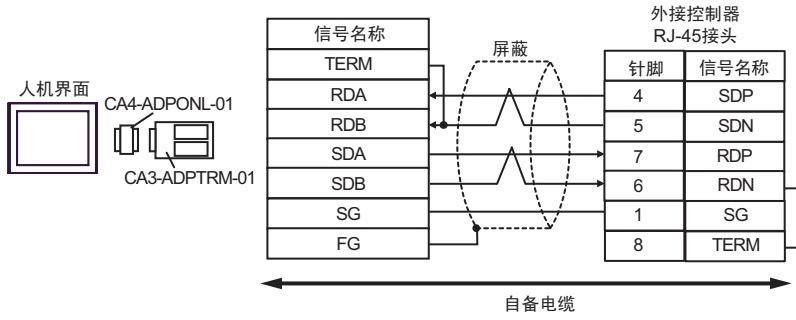 人机界面
CA4-ADPONL-01
CA3-ADPTRM-01
信号名称
TERM
RDA
RDB
SDA
SDB
SG
FG
屏蔽
外接控制器
RJ-45接头
针脚 信号名称
4 SDP
5 SDN
7 RDP
6 RDN
1 SG
8 TERM
自备电缆